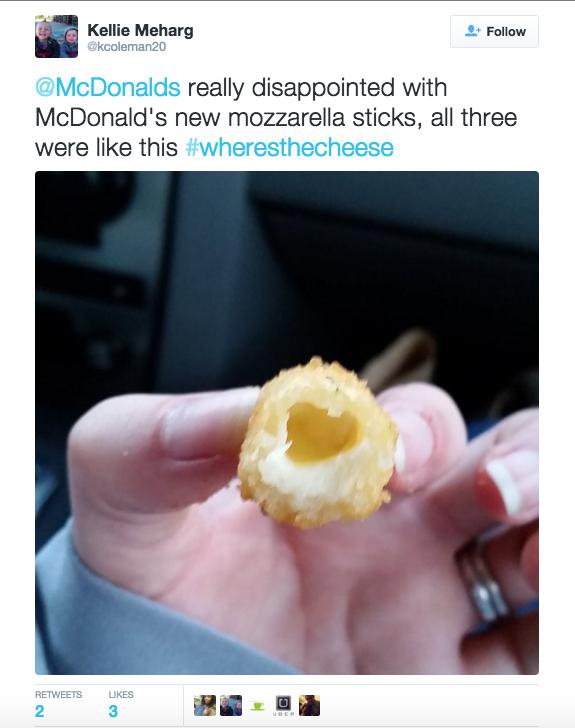 Kellie Meharg
@kcoleman20
Follow
@McDonalds really disappointed with
McDonald's new mozzarella sticks, all three
were like this #wheresthecheese
RETWEETS LIKES
2 3
UBER